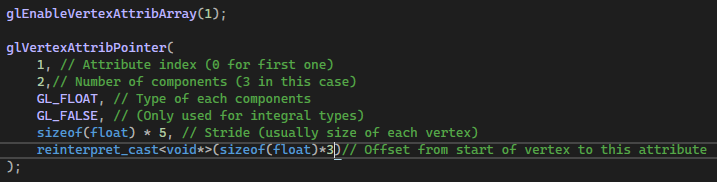 glEnableVertexAttribArray(1);
glVertexAttribPointer(
1, // Attribute index (0 for first one)
2,// Number of components (3 in this case)
GL_FLOAT, // Type of each components
GL_FALSE, // (Only used for integral types)
sizeof(float) * 5, // Stride (usually size of each vertex)
reinterpret_cast<void*>(sizeof(float)*3)// Offset from start of vertex to this attribute
);